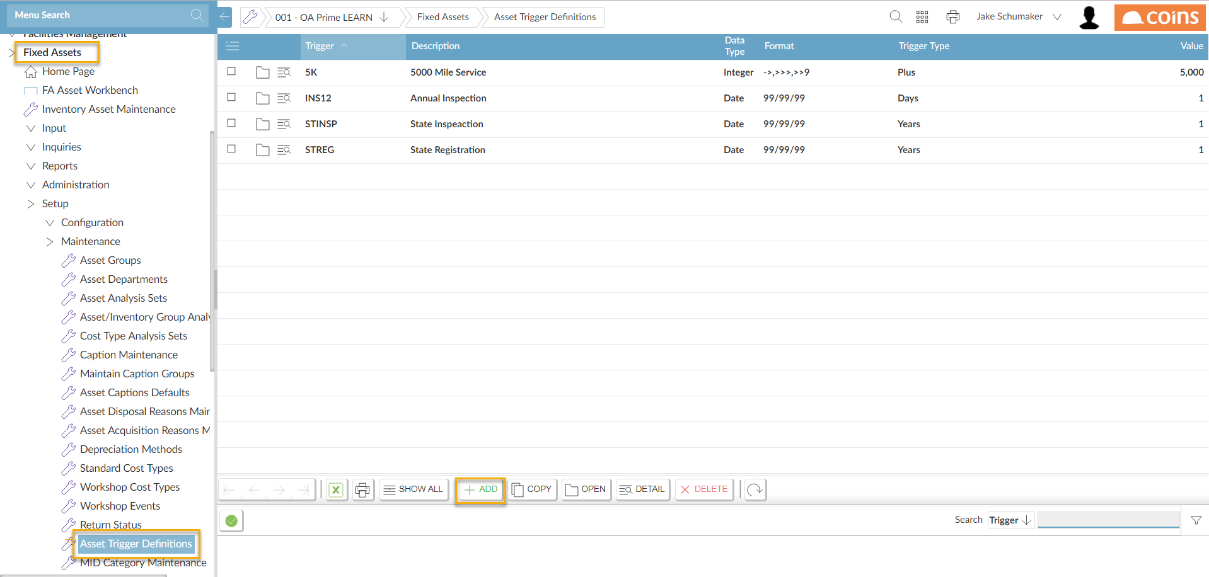 Menu Search
001 - OA Prime LEARN
Fixed Assets
Asset Trigger Definitions
Jake Schumaker
coins
Facilities Management
Fixed Assets
Home Page
FA Asset Workbench
Inventory Asset Maintenance
Input
Inquiries
Reports
Administration
Setup
Configuration
Maintenance
Asset Groups
Asset Departments
Asset Analysis Sets
Asset/Inventory Group Analy
Cost Type Analysis Sets
Caption Maintenance
Maintain Caption Groups
Asset Captions Defaults
Asset Disposal Reasons Main
Asset Acquisition Reasons M
Depreciation Methods
Standard Cost Types
Workshop Cost Types
Workshop Events
Return Status
Asset Trigger Definitions
MID Category Maintenance
Trigger Description Data Type Format Trigger Type Value
5K 5000 Mile Service Integer ->,>>>,>>9 Plus 5,000
INS12 Annual Inspection Date 99/99/99 Days 1
STINSP State Inspeaction Date 99/99/99 Years 1
STREG State Registration Date 99/99/99 Years 1
SHOW ALL ADD COPY OPEN DETAIL DELETE
Search Trigger